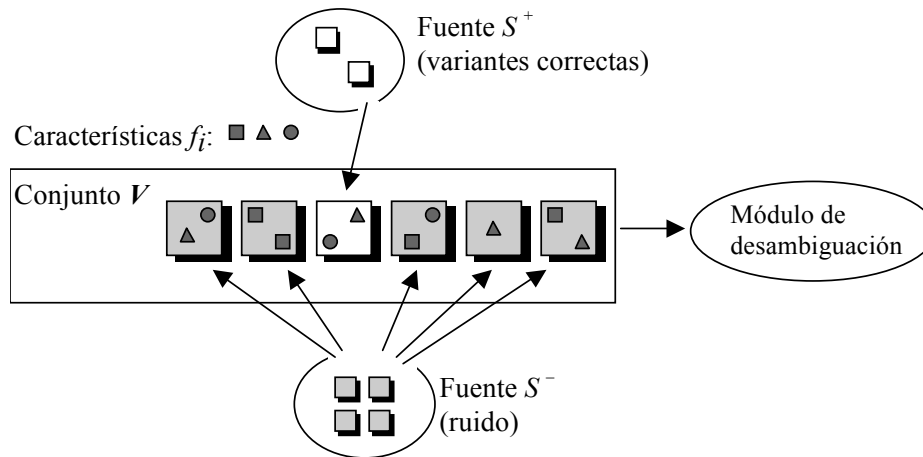 Fuente S⁺
(variantes correctas)
Características fᵢ:
Conjunto V
Módulo de
desambiguación
Fuente S⁻
(ruido)